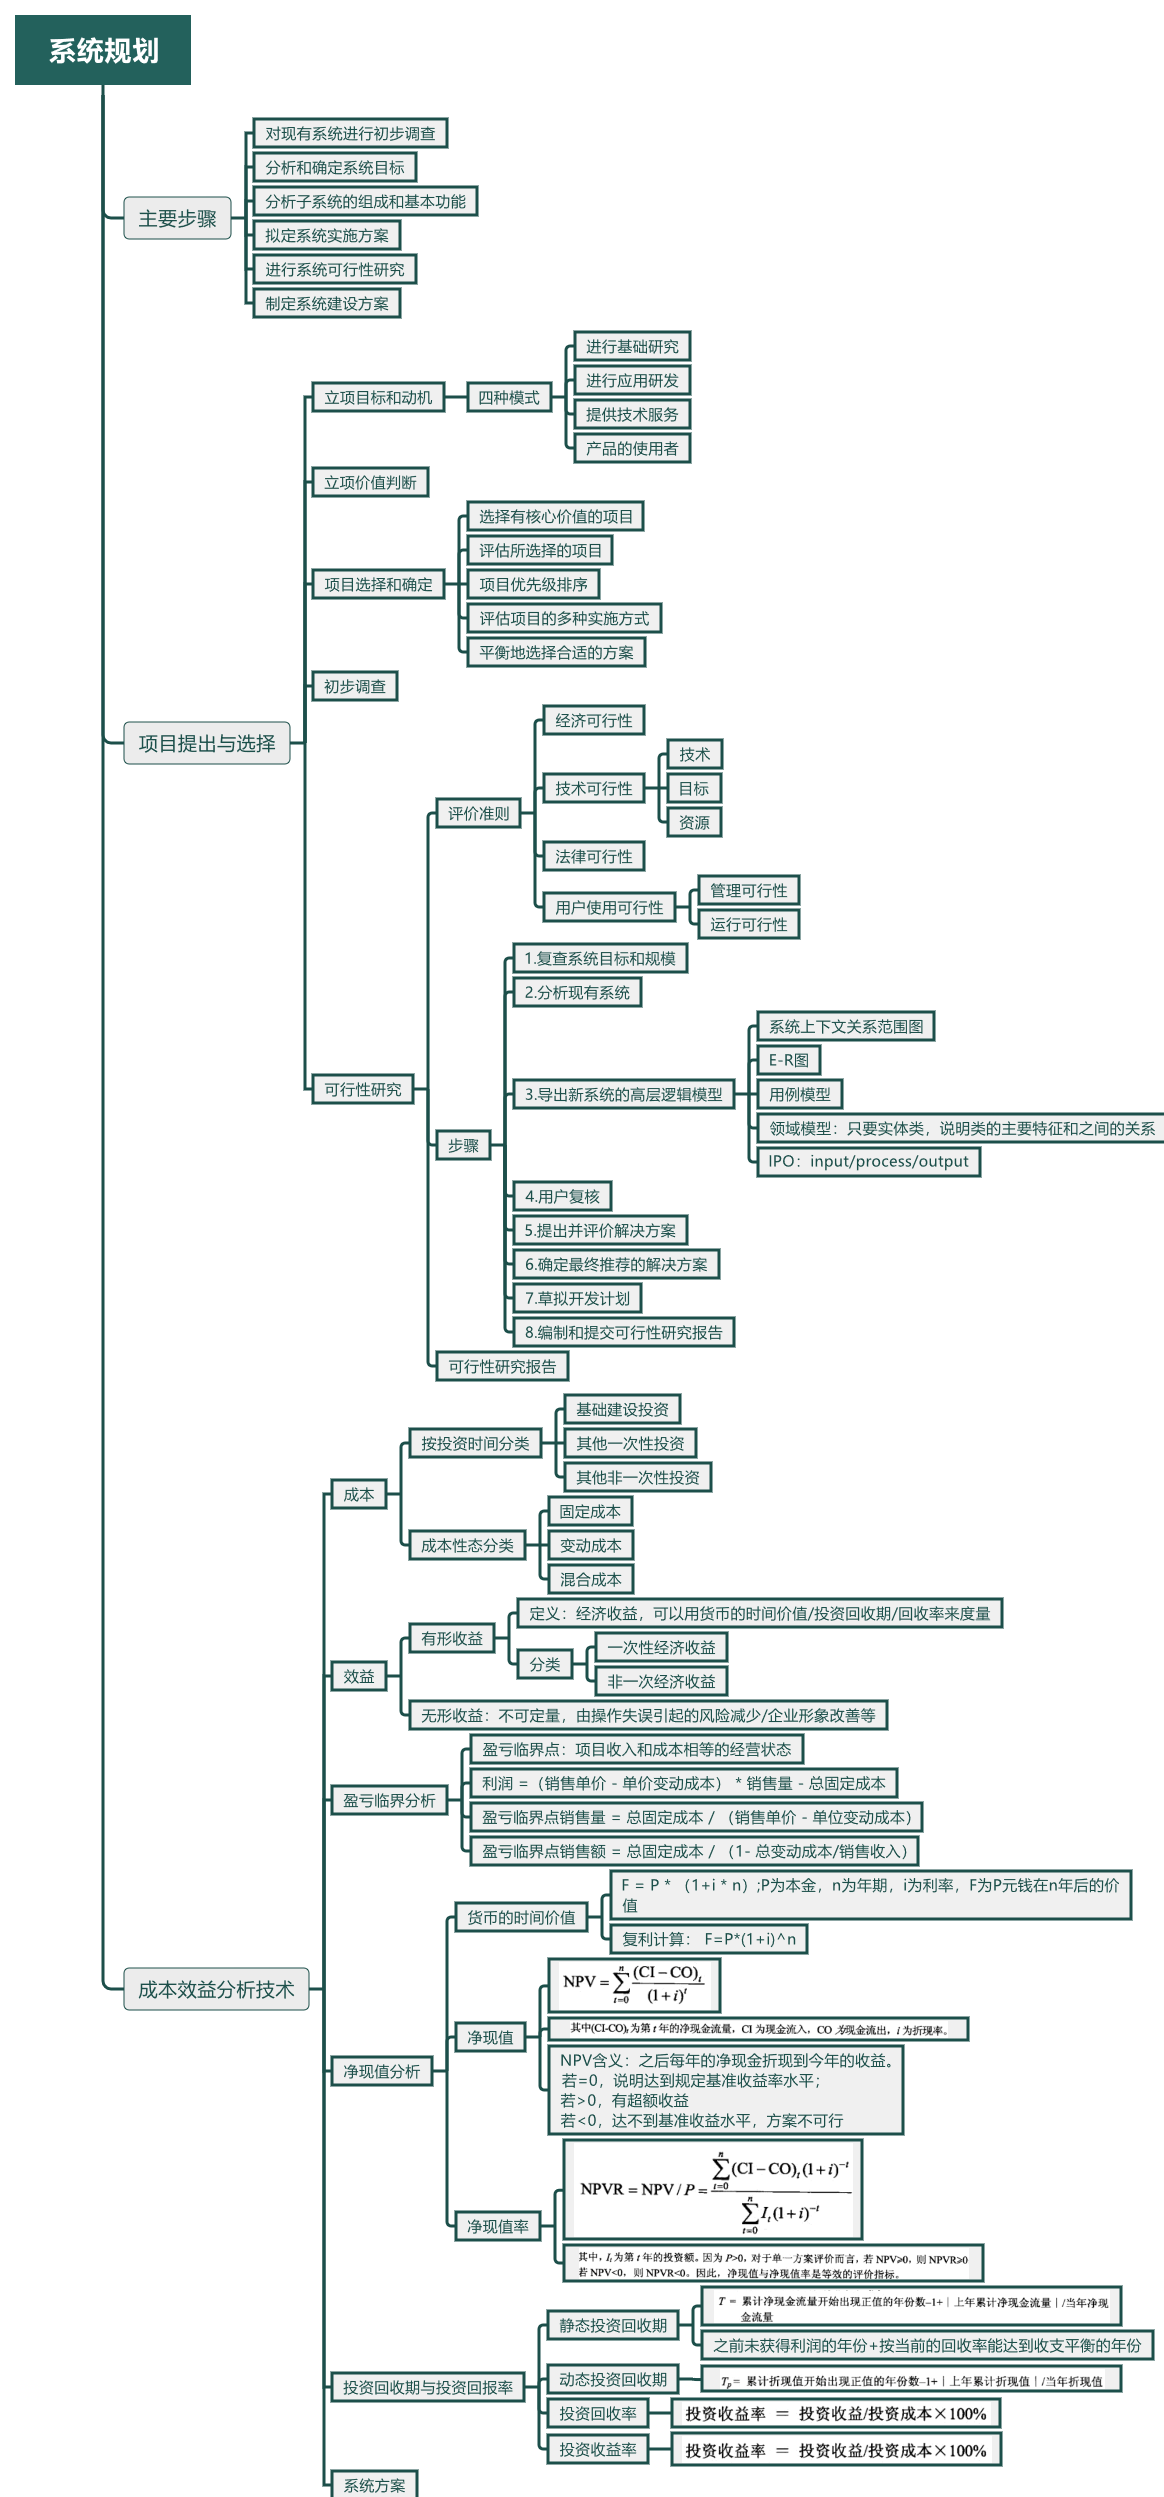 系统规划
主要步骤
对现有系统进行初步调查
分析和确定系统目标
分析子系统的组成和基本功能
拟定系统实施方案
进行系统可行性研究
制定系统建设方案
项目提出与选择
立项目标和动机
四种模式
进行基础研究
进行应用研发
提供技术服务
产品的使用者
立项价值判断
项目选择和确定
选择有核心价值的项目
评估所选择的项目
项目优先级排序
评估项目的多种实施方式
平衡地选择合适的方案
初步调查
可行性研究
评价准则
经济可行性
技术可行性
技术
目标
资源
法律可行性
用户使用可行性
管理可行性
运行可行性
步骤
1.复查系统目标和规模
2.分析现有系统
3.导出新系统的高层逻辑模型
系统上下文关系范围图
E-R图
用例模型
领域模型：只要实体类，说明类的主要特征和之间的关系
IPO：input/process/output
4.用户复核
5.提出并评价解决方案
6.确定最终推荐的解决方案
7.草拟开发计划
8.编制和提交可行性研究报告
可行性研究报告
成本效益分析技术
成本
按投资时间分类
基础建设投资
其他一次性投资
其他非一次性投资
成本性态分类
固定成本
变动成本
混合成本
效益
有形收益
定义：经济收益，可以用货币的时间价值/投资回收期/回收率来度量
分类
一次性经济收益
非一次经济收益
无形收益：不可定量，由操作失误引起的风险减少/企业形象改善等
盈亏临界分析
盈亏临界点：项目收入和成本相等的经营状态
利润 =（销售单价 - 单价变动成本） * 销售量 - 总固定成本
盈亏临界点销售量 = 总固定成本 / （销售单价 - 单位变动成本）
盈亏临界点销售额 = 总固定成本 / （1- 总变动成本/销售收入）
净现值分析
货币的时间价值
F = P * （1+i * n）;P为本金，n为年期，i为利率，F为P元钱在n年后的价
值
复利计算： F=P*(1+i)^n
净现值
NPV = ∑_{t=0}^{n} (CI－CO)_t / (1＋i)^t
其中(CI-CO)_t为第 t 年的净现金流量，CI 为现金流入，CO 为现金流出，i 为折现率。
NPV含义：之后每年的净现金折现到今年的收益。
若=0，说明达到规定基准收益率水平；
若>0，有超额收益
若<0，达不到基准收益水平，方案不可行
净现值率
NPVR = NPV / P = ∑_{t=0}^{n} (CI－CO)_t (1＋i)^{-t} / ∑_{t=0}^{n} I_t (1＋i)^{-t}
其中，I_t 为第 t 年的投资额。因为 P>0，对于单一方案评价而言，若 NPV≥0，则 NPVR≥0
若 NPV<0，则 NPVR<0。因此，净现值与净现值率是等效的评价指标。
投资回收期与投资回报率
静态投资回收期
T = 累计净现金流量开始出现正值的年份数–1+｜上年累计净现金流量｜/当年净现
金流量
之前未获得利润的年份+按当前的回收率能达到收支平衡的年份
动态投资回收期
T_p = 累计折现值开始出现正值的年份数–1+｜上年累计折现值｜/当年折现值
投资回收率
投资收益率 ＝ 投资收益/投资成本×100%
投资收益率
投资收益率 ＝ 投资收益/投资成本×100%
系统方案